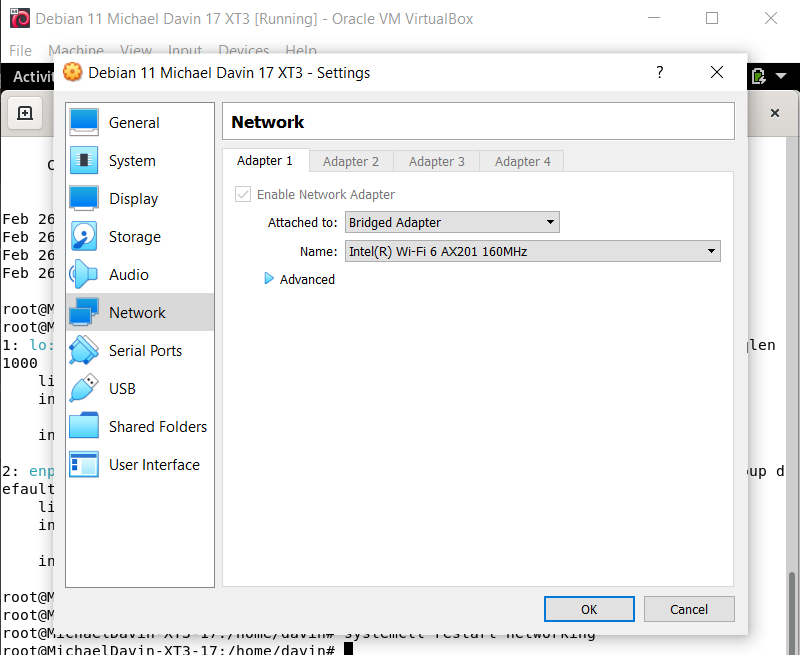 Debian 11 Michael Davin 17 XT3 [Running] - Oracle VM VirtualBox
File Machine View Input Devices Help
Debian 11 Michael Davin 17 XT3 - Settings
?
General
System
Display
Storage
Audio
Network
Serial Ports
USB
Shared Folders
User Interface
Network
Adapter 1 Adapter 2 Adapter 3 Adapter 4
Enable Network Adapter
Attached to: Bridged Adapter
Name: Intel(R) Wi-Fi 6 AX201 160MHz
Advanced
OK Cancel
Feb 26
Feb 26
Feb 26
Feb 26
root@M
root@M
1: lo:
1000
li
in
in
2: enp
efault
li
in
in
root@M
root@M
root@MichaelDavin-XT3-17:/home/davin# systemctl restart networking
root@MichaelDavin-XT3-17:/home/davin#